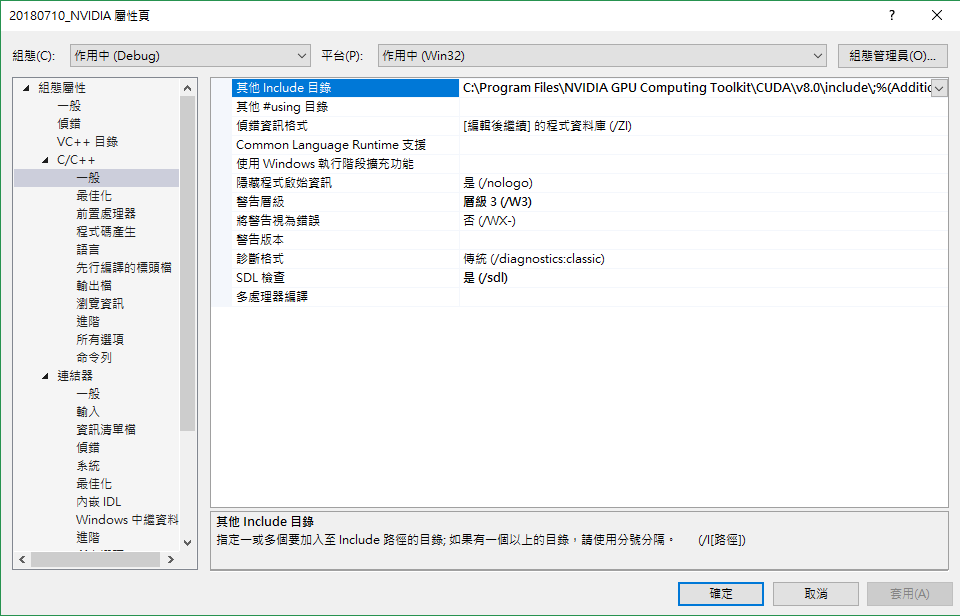 20180710_NVIDIA 屬性頁
組態(C):
作用中 (Debug)
平台(P):
作用中 (Win32)
組態管理員(O)...
組態屬性
一般
偵錯
VC++ 目錄
C/C++
一般
最佳化
前置處理器
程式碼產生
語言
先行編譯的標頭檔
輸出檔
瀏覽資訊
進階
所有選項
命令列
連結器
一般
輸入
資訊清單檔
偵錯
系統
最佳化
內嵌 IDL
Windows 中繼資料
進階
其他 Include 目錄 C:\Program Files\NVIDIA GPU Computing Toolkit\CUDA\v8.0\include\;%(Additic
其他 #using 目錄
偵錯資訊格式 [編輯後繼續] 的程式資料庫 (/ZI)
Common Language Runtime 支援
使用 Windows 執行階段擴充功能
隱藏程式啟始資訊 是 (/nologo)
警告層級 層級 3 (/W3)
將警告視為錯誤 否 (/WX-)
警告版本
診斷格式 傳統 (/diagnostics:classic)
SDL 檢查 是 (/sdl)
多處理器編譯
其他 Include 目錄
指定一或多個要加入至 Include 路徑的目錄; 如果有一個以上的目錄，請使用分號分隔。 (/I[路徑])
確定
取消
套用(A)